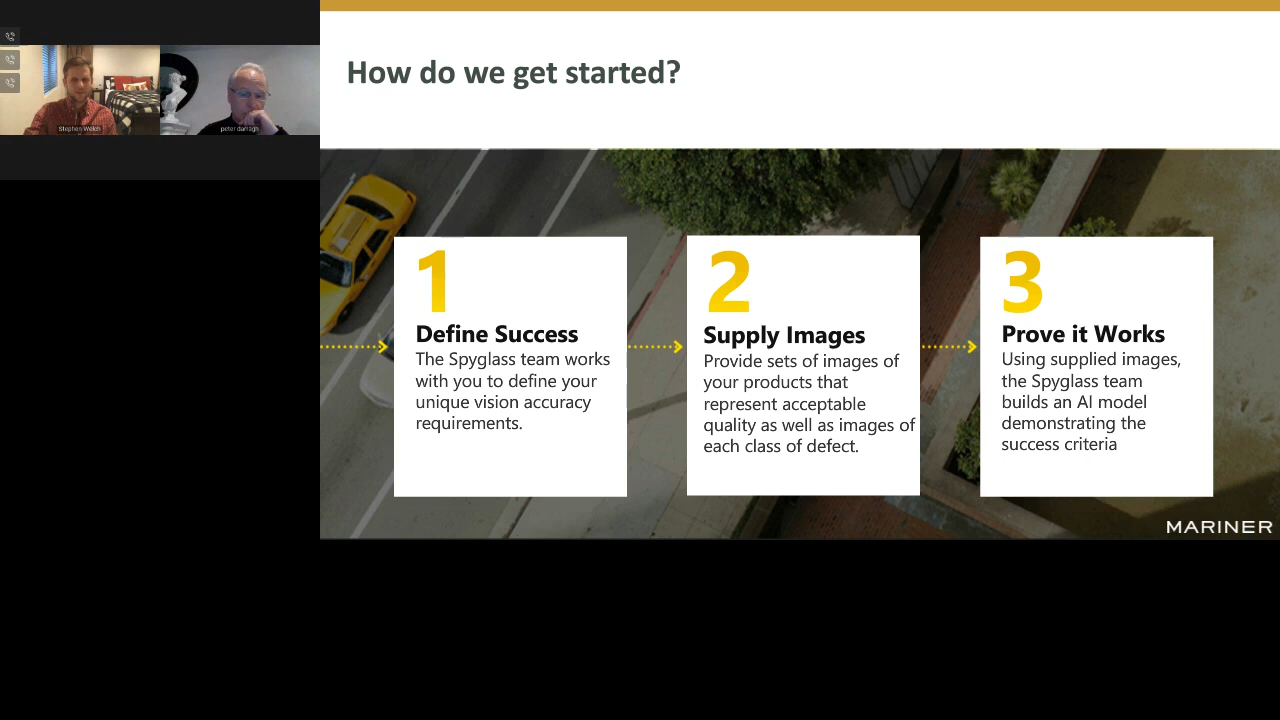 How do we get started?
Stephen Welch
peter darragh
1
Define Success
The Spyglass team works
with you to define your
unique vision accuracy
requirements.
2
Supply Images
Provide sets of images of
your products that
represent acceptable
quality as well as images of
each class of defect.
3
Prove it Works
Using supplied images,
the Spyglass team
builds an AI model
demonstrating the
success criteria
MARINER